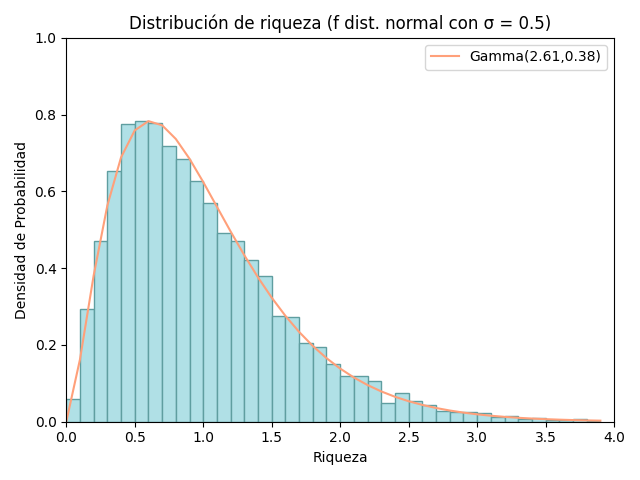 Distribución de riqueza (f dist. normal con σ = 0.5)
Gamma(2.61,0.38)
Densidad de Probabilidad
1.0
0.8
0.6
0.4
0.2
0.0
0.0 0.5 1.0 1.5 2.0 2.5 3.0 3.5 4.0
Riqueza